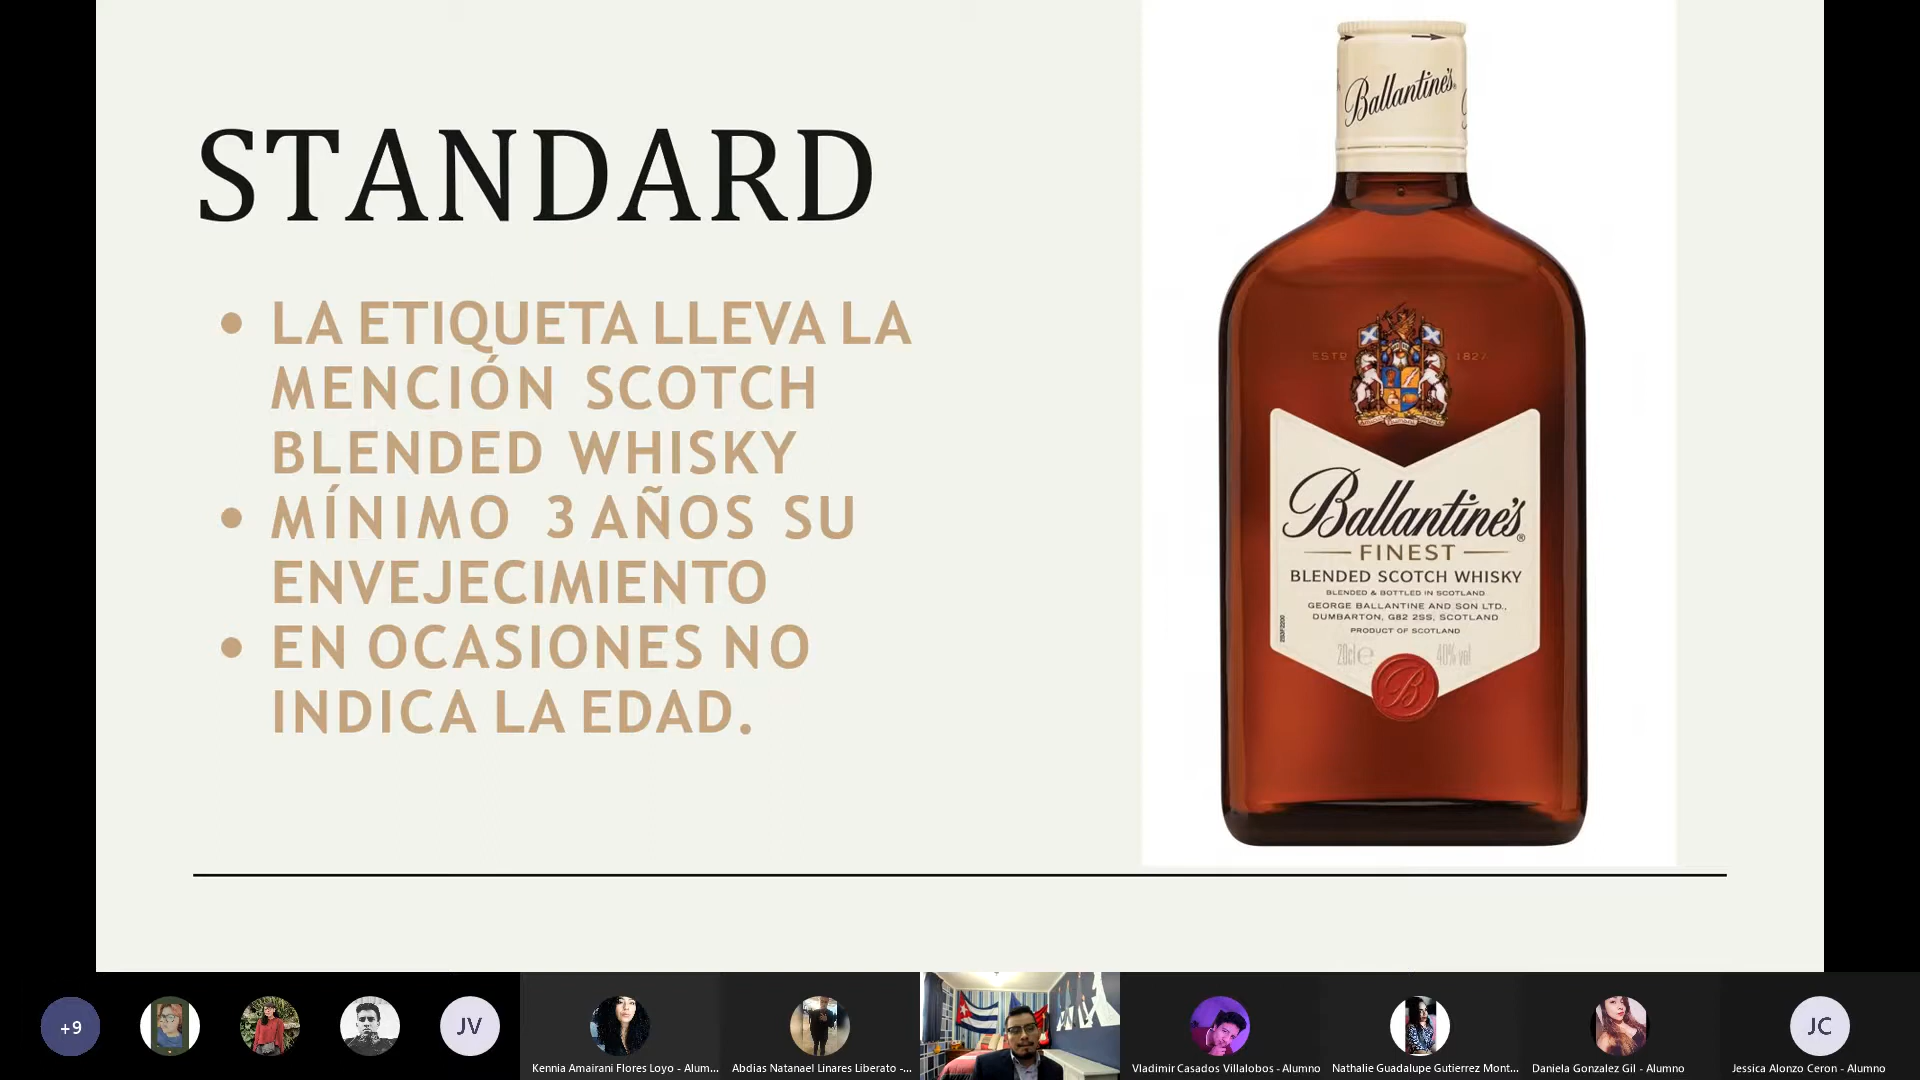 STANDARD
• LA ETIQUETA LLEVA LA
MENCIÓN SCOTCH
BLENDED WHISKY
• MÍNIMO 3 AÑOS SU
ENVEJECIMIENTO
• EN OCASIONES NO
INDICA LA EDAD.
Ballantine's
ESTD 1827
Ballantine's®
FINEST
BLENDED SCOTCH WHISKY
BLENDED & BOTTLED IN SCOTLAND
GEORGE BALLANTINE AND SON LTD.,
DUMBARTON, G82 2SS, SCOTLAND
PRODUCT OF SCOTLAND
20cl e 40% vol
B
+9
JV
JC
Kennia Amairani Flores Loyo - Alum...
Abdias Natanael Linares Liberato -...
Vladimir Casados Villalobos - Alumno
Nathalie Guadalupe Gutierrez Mont...
Daniela Gonzalez Gil - Alumno
Jessica Alonzo Ceron - Alumno